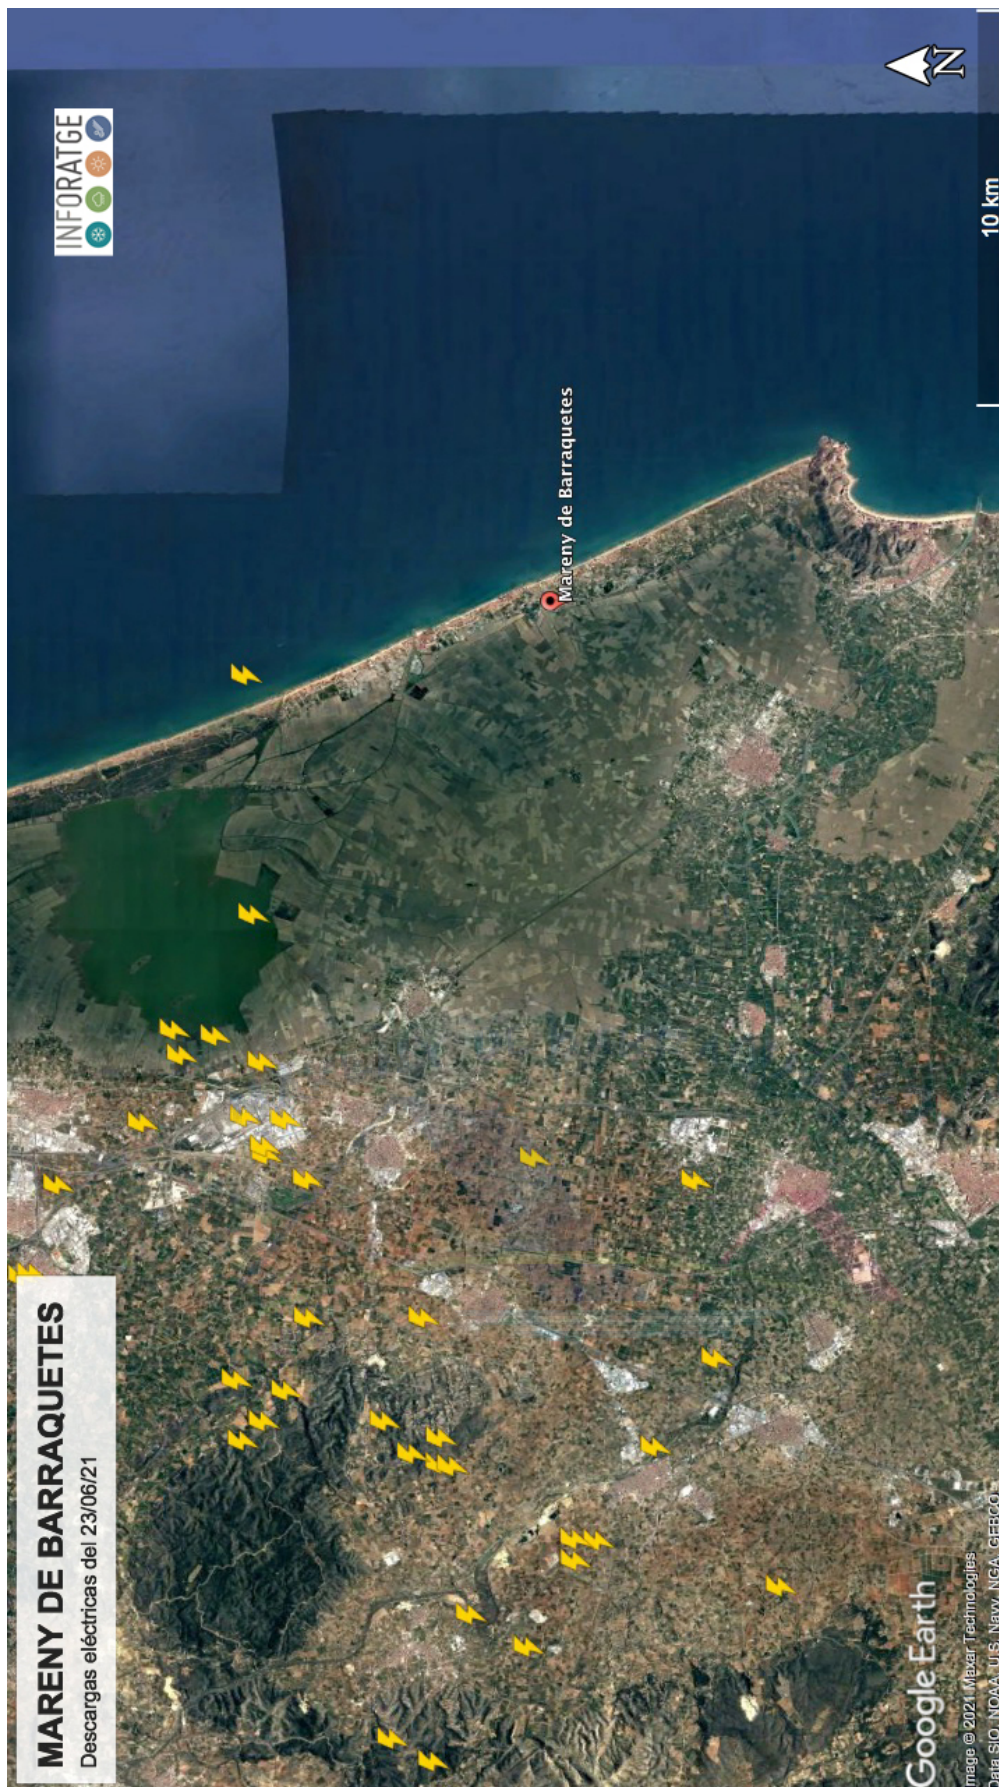 MARENY DE BARRAQUETES
Descargas eléctricas del 23/06/21
INFORATGE
Mareny de Barraquetes
N
Google Earth
Image © 2021 Maxar Technologies
Data SIO, NOAA, U.S. Navy, NGA, GEBCO
10 km